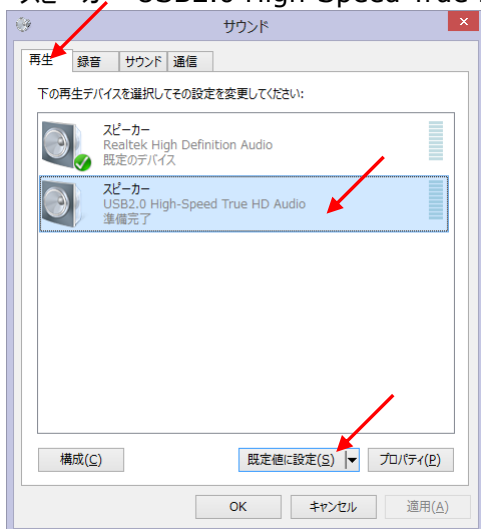 サウンド
再生 録音 サウンド 通信
下の再生デバイスを選択してその設定を変更してください:
スピーカー
Realtek High Definition Audio
既定のデバイス
スピーカー
USB2.0 High-Speed True HD Audio
準備完了
構成(C) 既定値に設定(S) プロパティ(P)
OK キャンセル 適用(A)